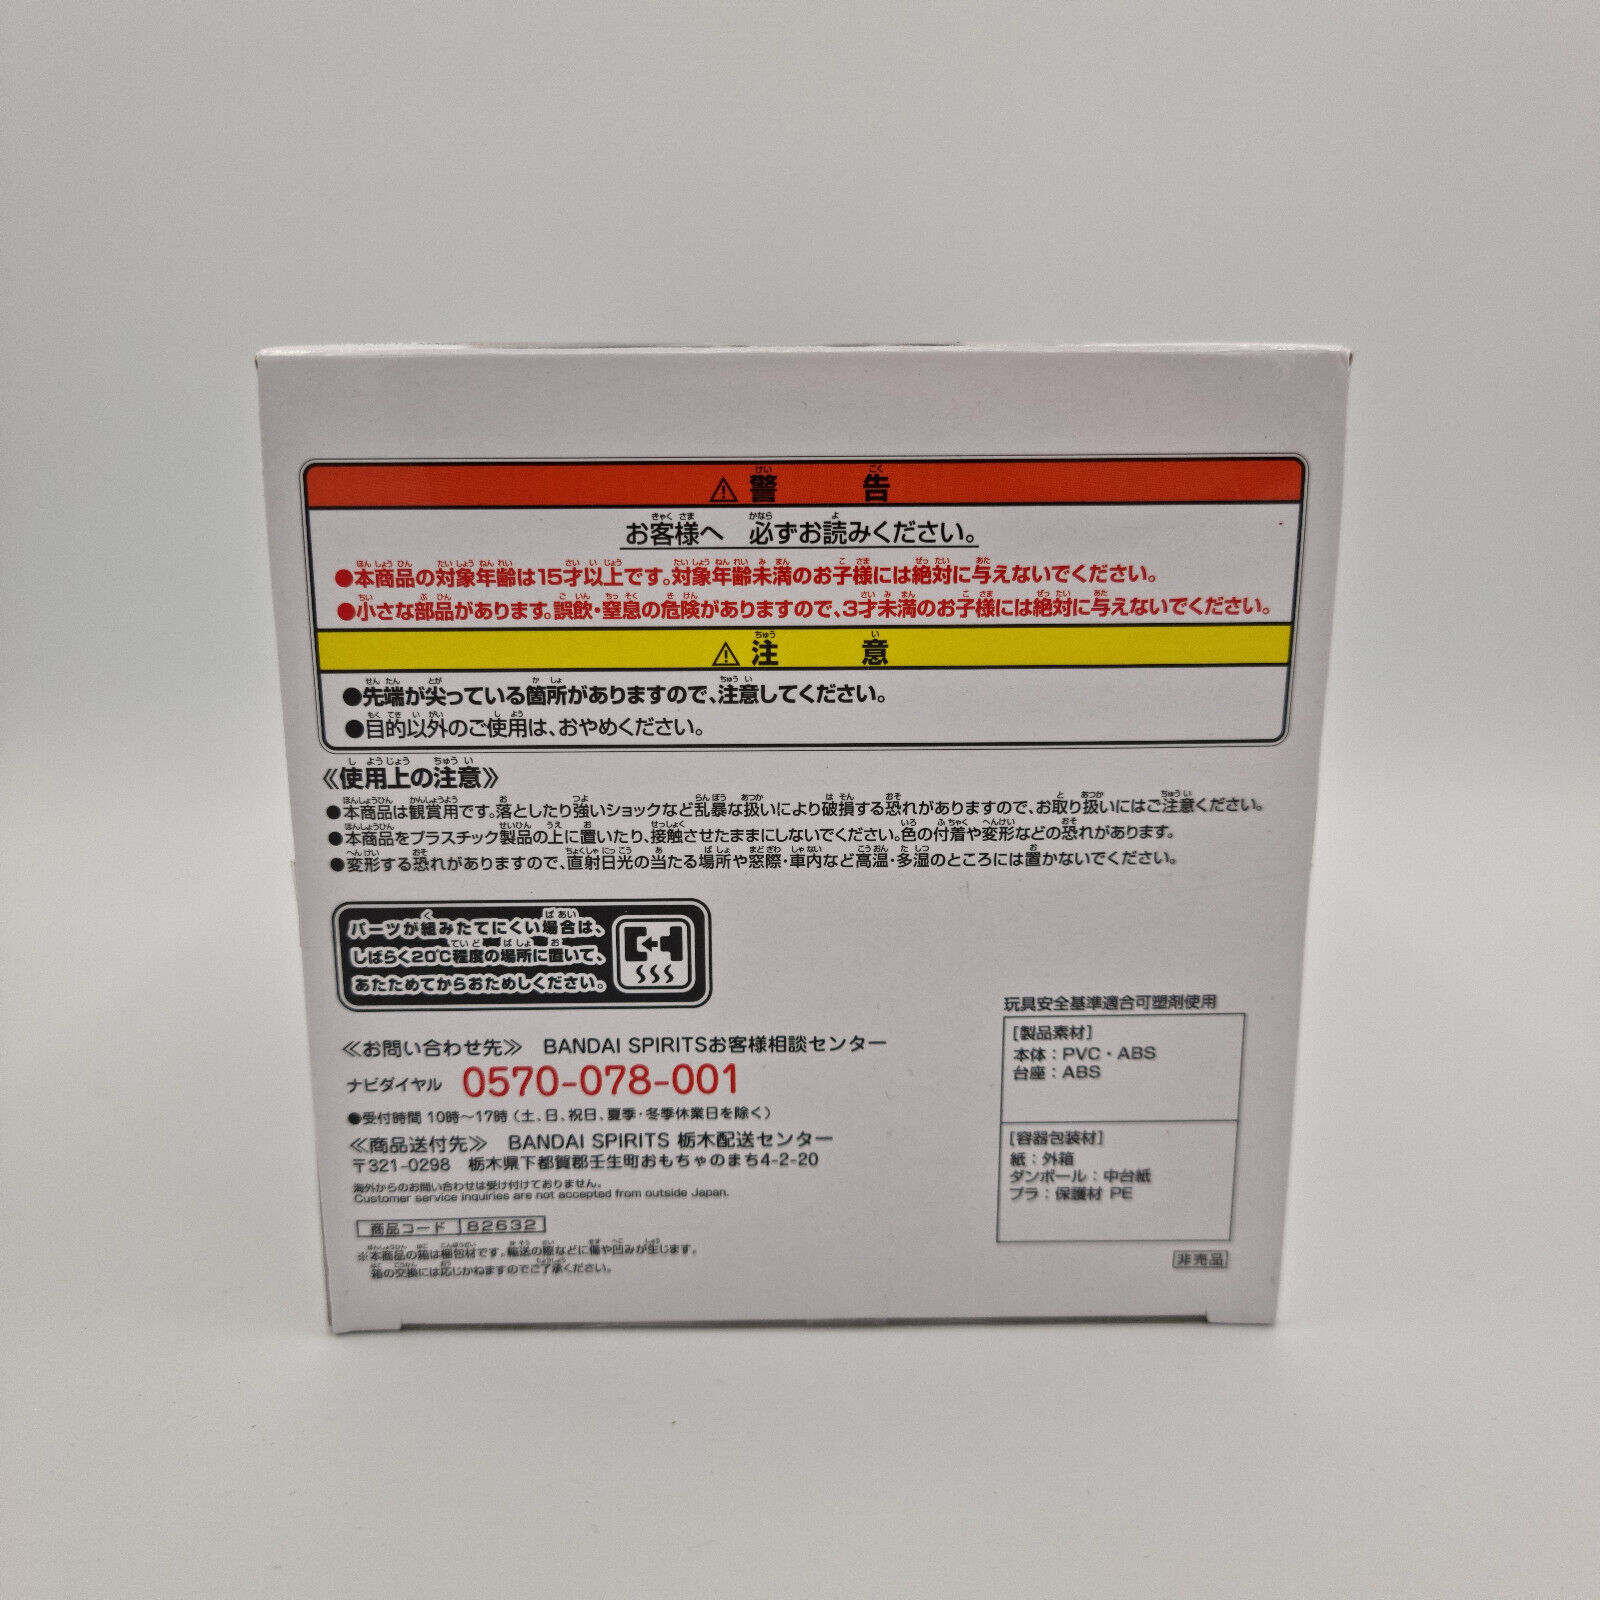 ⚠警告
お客様へ 必ずお読みください。
●本商品の対象年齢は15才以上です。対象年齢未満のお子様には絶対に与えないでください。
●小さな部品があります。誤飲・窒息の危険がありますので、3才未満のお子様には絶対に与えないでください。
⚠注意
●先端が尖っている箇所がありますので、注意してください。
●目的以外のご使用は、おやめください。
《使用上の注意》
●本商品は観賞用です。落としたり強いショックなど乱暴な扱いにより破損する恐れがありますので、お取り扱いにはご注意ください。
●本商品をプラスチック製品の上に置いたり、接触させたままにしないでください。色の付着や変形などの恐れがあります。
●変形する恐れがありますので、直射日光の当たる場所や窓際・車内など高温・多湿のところには置かないでください。
パーツが組みたてにくい場合は、
しばらく20℃程度の場所に置いて、
あたためてからおためしください。
≪お問い合わせ先≫ BANDAI SPIRITSお客様相談センター
ナビダイヤル 0570-078-001
●受付時間 10時～17時（土、日、祝日、夏季・冬季休業日を除く）
≪商品送付先≫ BANDAI SPIRITS 栃木配送センター
〒321-0298 栃木県下都賀郡壬生町おもちゃのまち4-2-20
海外からのお問い合わせは受け付けておりません。
Customer service inquiries are not accepted from outside Japan.
商品コード 82632
※本商品の箱は梱包材です。輸送の際などに傷や凹みが生じます。
箱の交換には応じかねますのでご了承ください。
玩具安全基準適合可塑剤使用
[製品素材]
本体：PVC・ABS
台座：ABS
[容器包装材]
紙：外箱
ダンボール：中台紙
プラ：保護材 PE
非売品